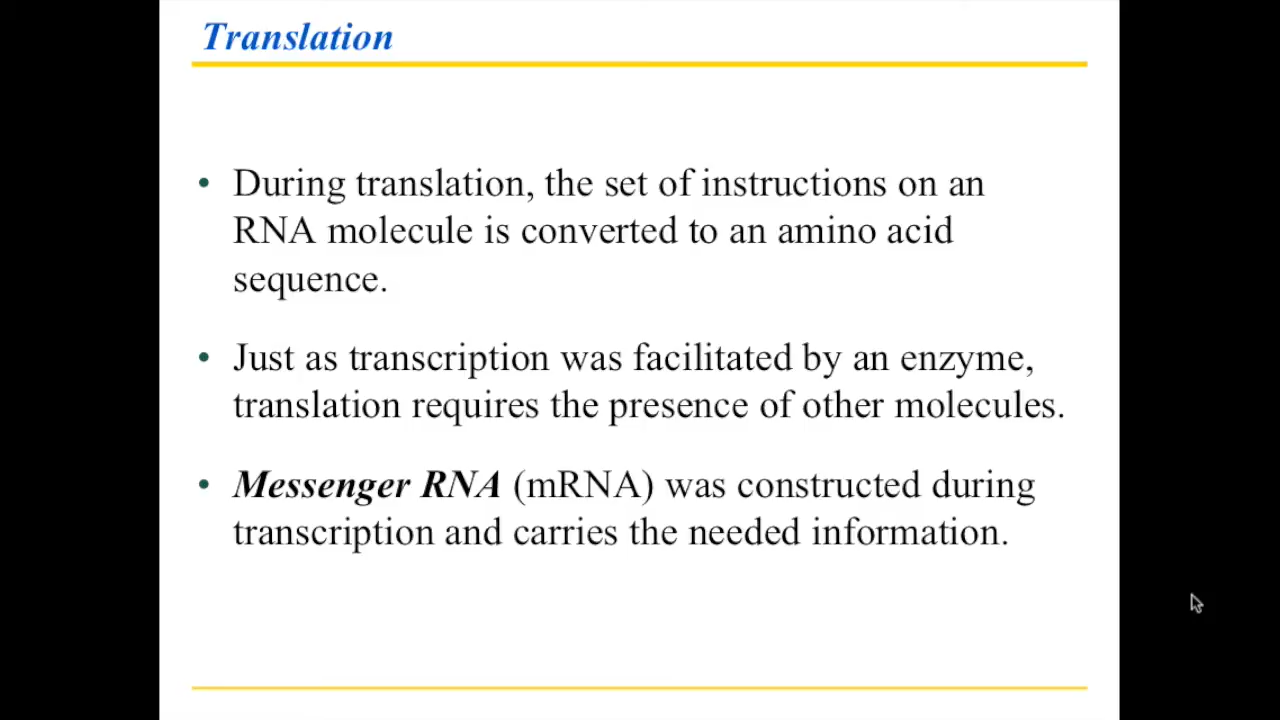 Translation
• During translation, the set of instructions on an
RNA molecule is converted to an amino acid
sequence.
• Just as transcription was facilitated by an enzyme,
translation requires the presence of other molecules.
• Messenger RNA (mRNA) was constructed during
transcription and carries the needed information.